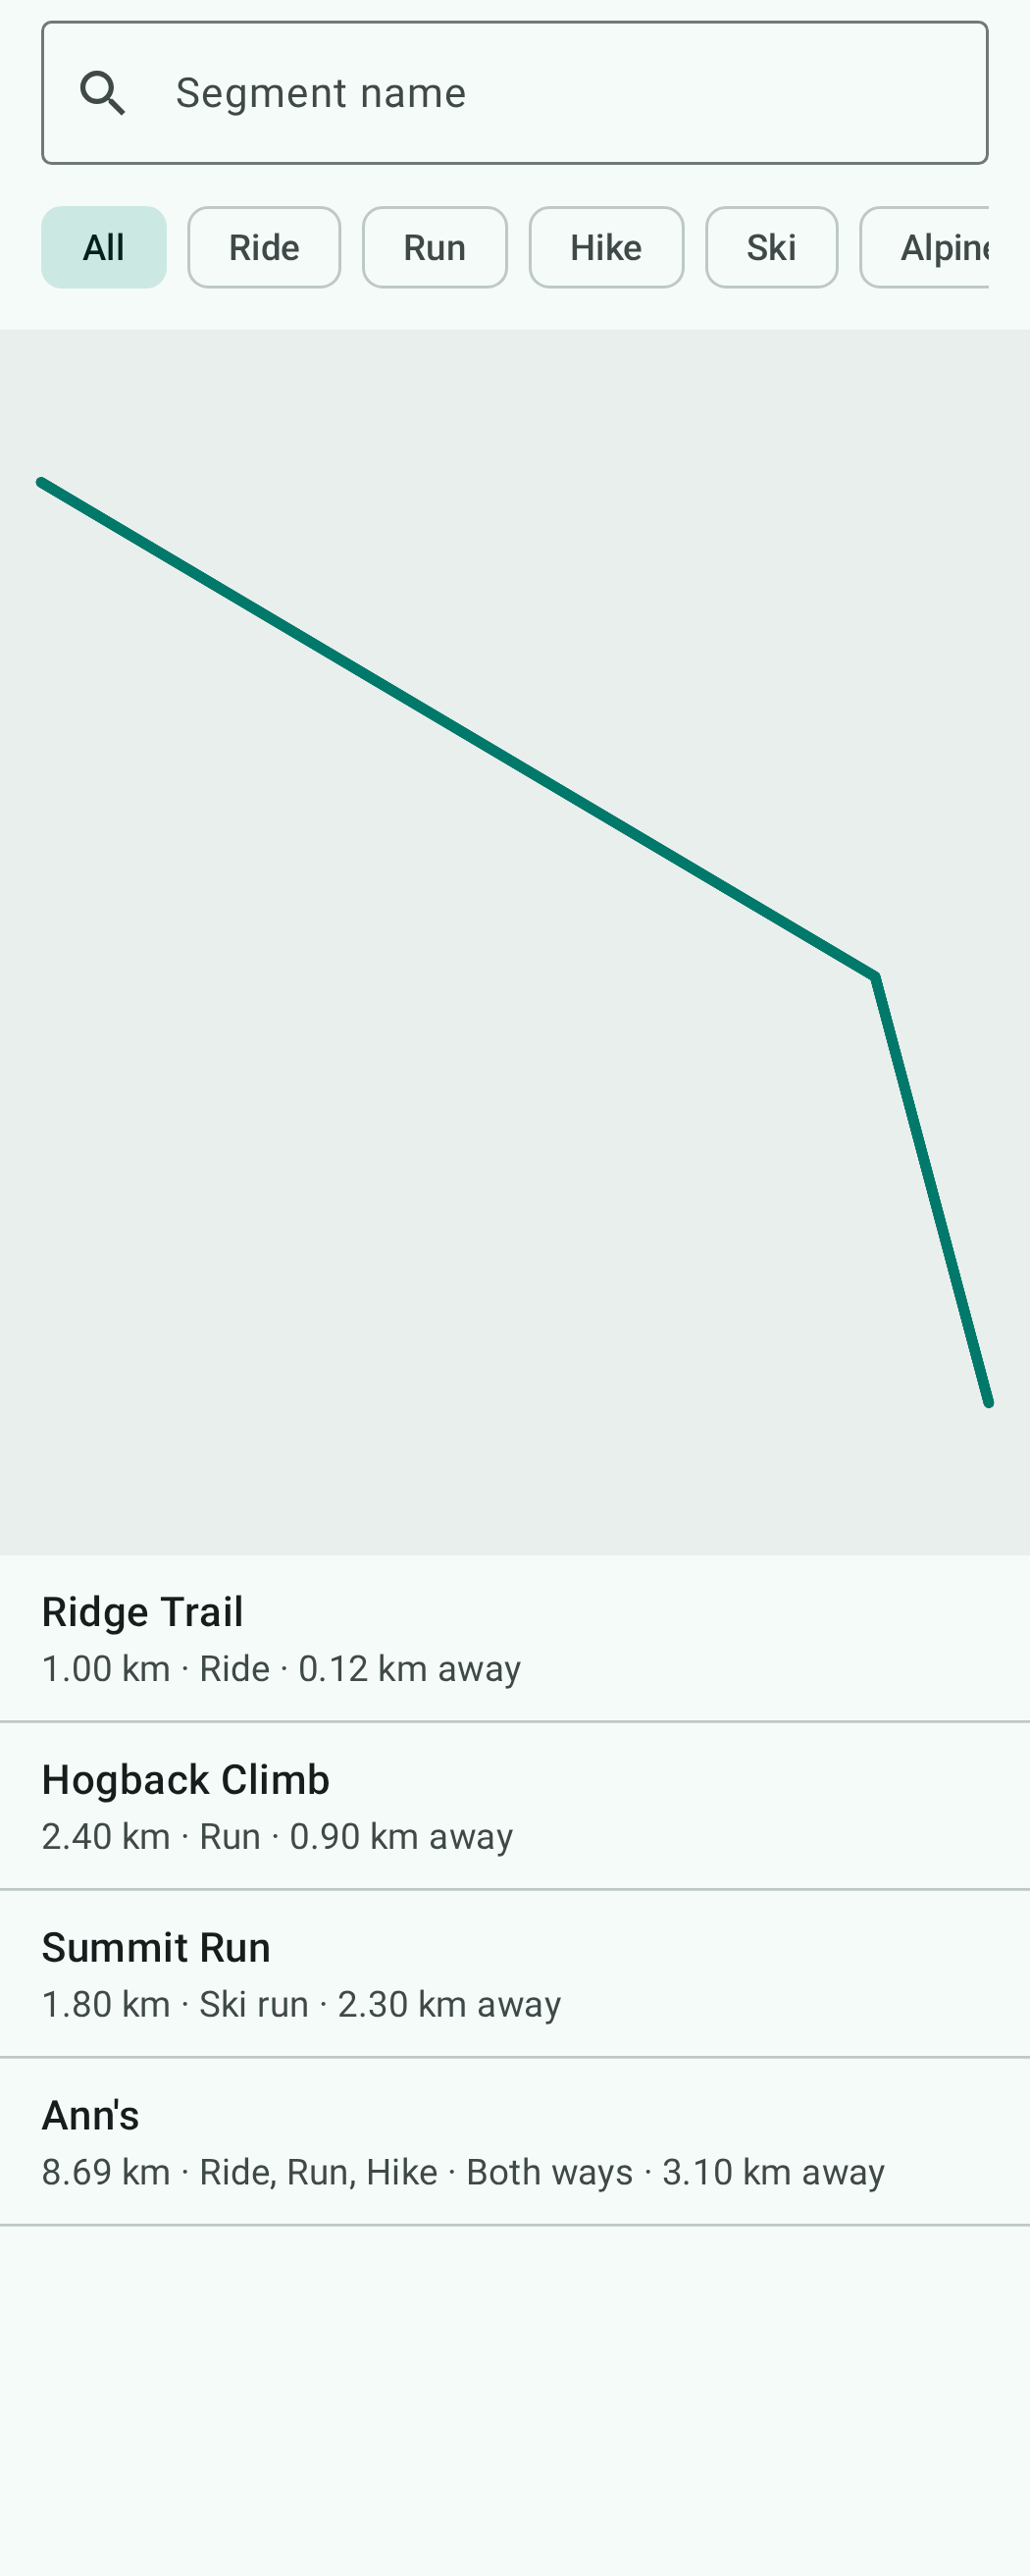 Segment name
All Ride Run Hike Ski Alpine
Ridge Trail
1.00 km · Ride · 0.12 km away
Hogback Climb
2.40 km · Run · 0.90 km away
Summit Run
1.80 km · Ski run · 2.30 km away
Ann's
8.69 km · Ride, Run, Hike · Both ways · 3.10 km away